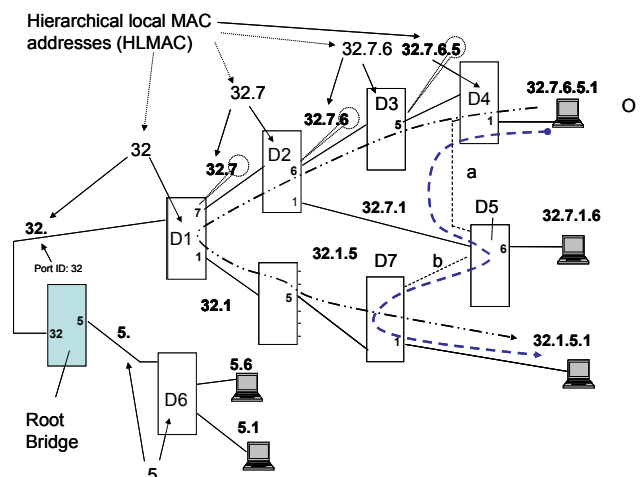 Hierarchical local MAC
addresses (HLMAC)
32.7.6
32.7.6.5
32.7.6.5.1
O
32.7
D3
D4
32.7.6
5
1
32
D2
32.7
6
a
1
32.7.1
D5
32.7.1.6
32.
7
D1
6
32.1.5
D7
Port ID: 32
1
b
32.1
5
32
5
5.
1
32.1.5.1
D6
5.6
Root
Bridge
5.1
5